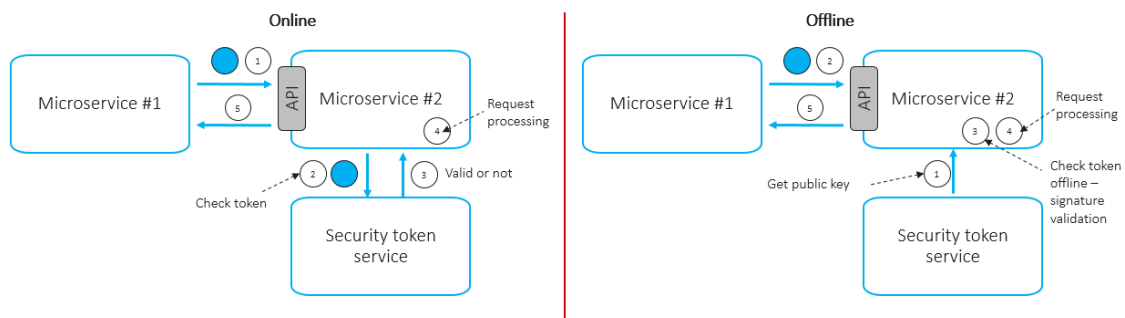 Online
1
Microservice #1
5
API
Microservice #2
4
Request
processing
2
Check token
3
Valid or not
Security token
service
Offline
2
Microservice #1
5
API
Microservice #2
3
4
Request
processing
Get public key
1
Check token
offline –
signature
validation
Security token
service